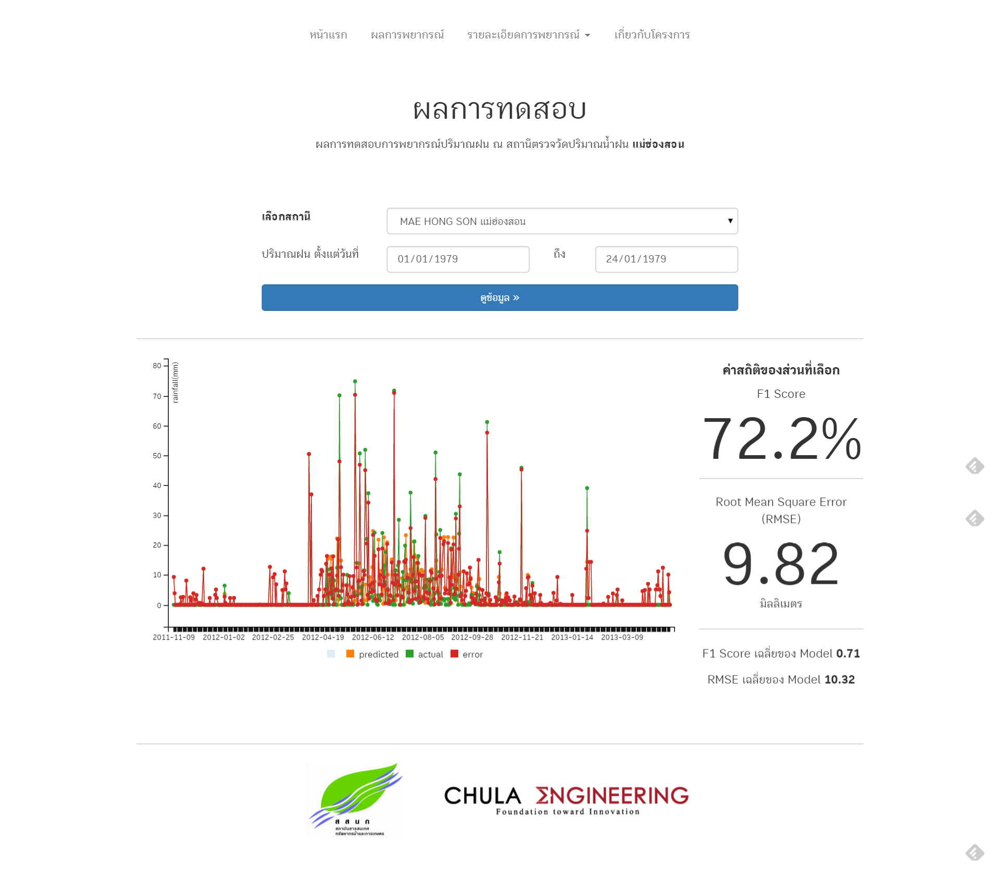 หน้าแรก ผลการพยากรณ์ รายละเอียดการพยากรณ์ เกี่ยวกับโครงการ
ผลการทดสอบ
ผลการทดสอบการพยากรณ์ปริมาณฝน ณ สถานีตรวจวัดปริมาณน้ำฝน แม่ฮ่องสอน
เลือกสถานี MAE HONG SON แม่ฮ่องสอน
ปริมาณฝน ตั้งแต่วันที่ 01/01/1979 ถึง 24/01/1979
ดูข้อมูล »
80
70
60
50
40
30
20
10
0
rainfall(mm)
2011-11-09 2012-01-02 2012-02-25 2012-04-19 2012-06-12 2012-08-05 2012-09-28 2012-11-21 2013-01-14 2013-03-09
predicted actual error
ค่าสถิติของส่วนที่เลือก
F1 Score
72.2%
Root Mean Square Error
(RMSE)
9.82
มิลลิเมตร
F1 Score เฉลี่ยของ Model 0.71
RMSE เฉลี่ยของ Model 10.32
ส ส น ก
สถาบันสารสนเทศ
ทรัพยากรน้ำและการเกษตร
CHULA ΣNGINEERING
Foundation toward Innovation